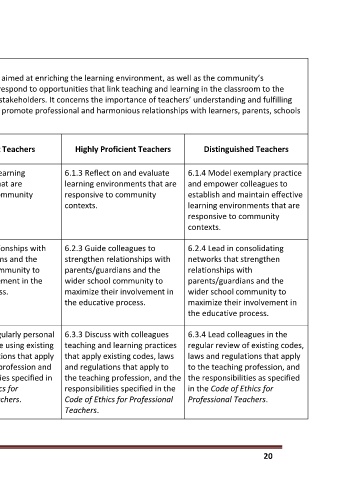 aimed at enriching the learning environment, as well as the community's
respond to opportunities that link teaching and learning in the classroom to the
stakeholders. It concerns the importance of teachers' understanding and fulfilling
promote professional and harmonious relationships with learners, parents, schools
Teachers
Highly Proficient Teachers
Distinguished Teachers
earning
hat are
ommunity
6.1.3 Reflect on and evaluate
learning environments that are
responsive to community
contexts.
6.1.4 Model exemplary practice
and empower colleagues to
establish and maintain effective
learning environments that are
responsive to community
contexts.
onships with
ns and the
mmunity to
ement in the
ss.
6.2.3 Guide colleagues to
strengthen relationships with
parents/guardians and the
wider school community to
maximize their involvement in
the educative process.
6.2.4 Lead in consolidating
networks that strengthen
relationships with
parents/guardians and the
wider school community to
maximize their involvement in
the educative process.
gularly personal
e using existing
tions that apply
profession and
ies specified in
cs for
chers.
6.3.3 Discuss with colleagues
teaching and learning practices
that apply existing codes, laws
and regulations that apply to
the teaching profession, and the
responsibilities specified in the
Code of Ethics for Professional
Teachers.
6.3.4 Lead colleagues in the
regular review of existing codes,
laws and regulations that apply
to the teaching profession, and
the responsibilities as specified
in the Code of Ethics for
Professional Teachers.
20